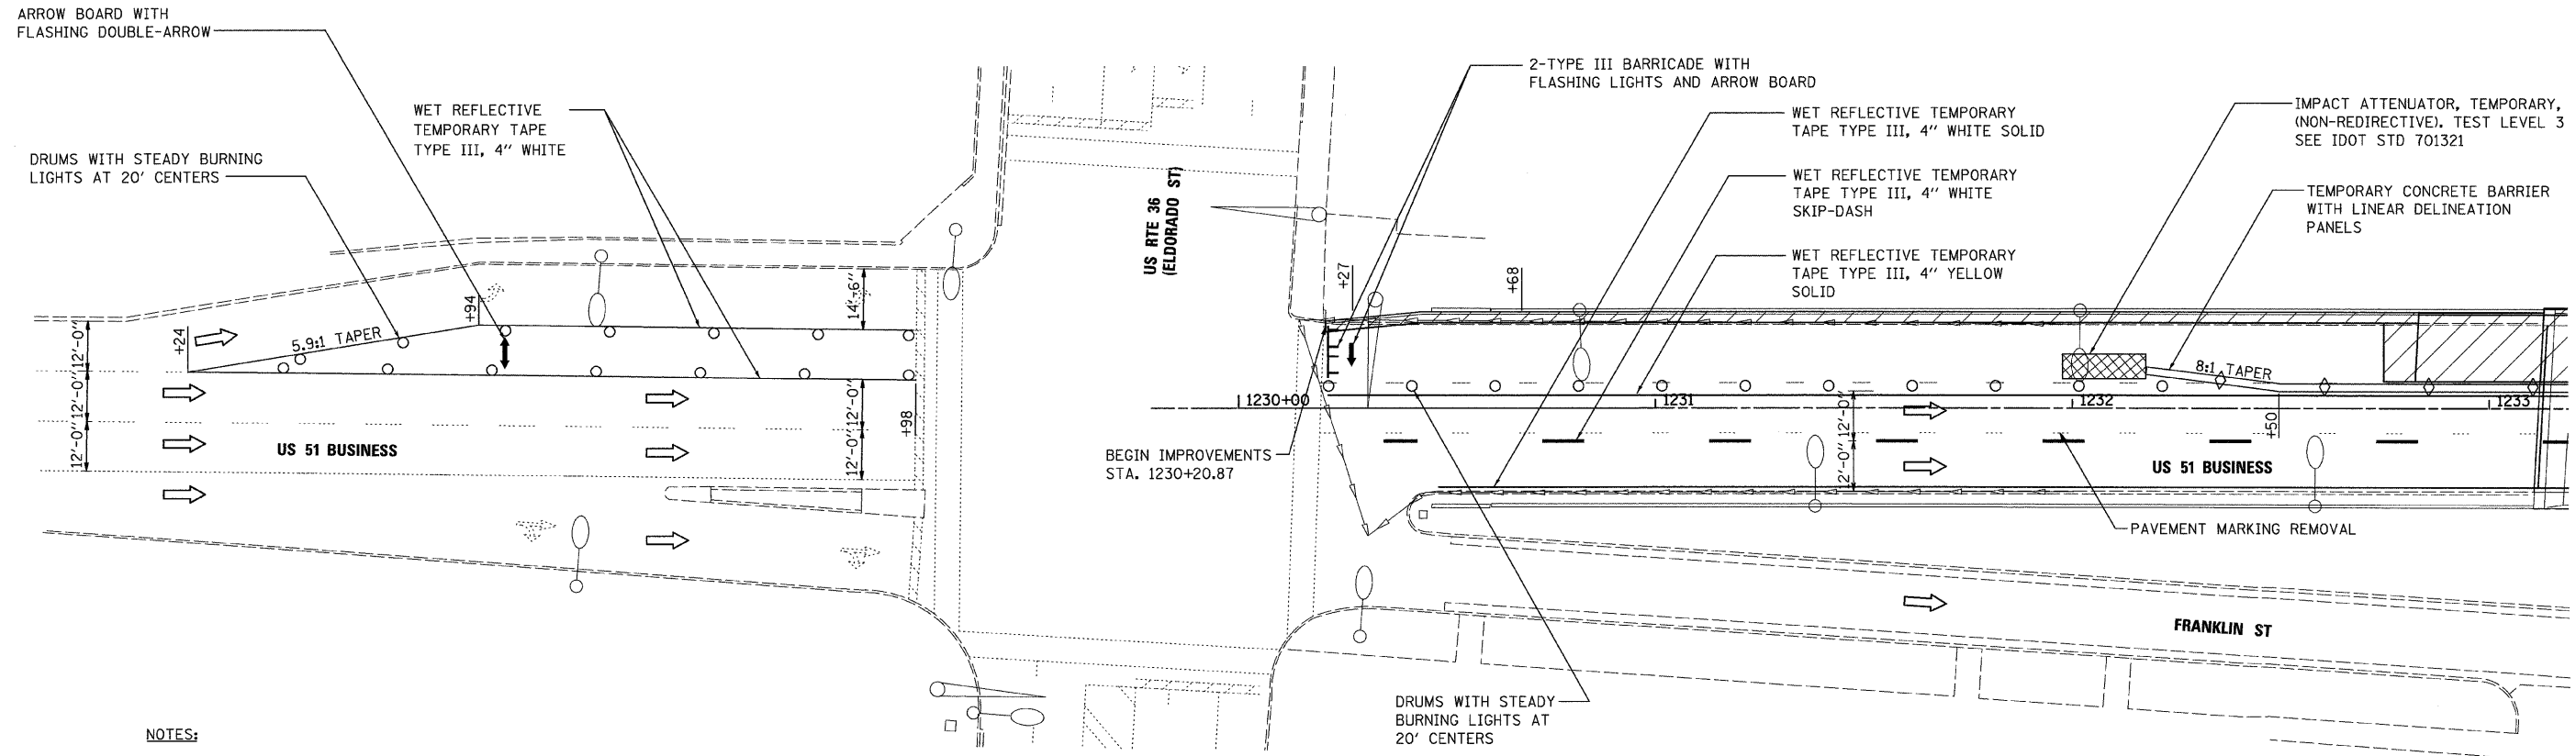 ARROW BOARD WITH
FLASHING DOUBLE-ARROW
DRUMS WITH STEADY BURNING
LIGHTS AT 20' CENTERS
WET REFLECTIVE
TEMPORARY TAPE
TYPE III, 4" WHITE
2-TYPE III BARRICADE WITH
FLASHING LIGHTS AND ARROW BOARD
WET REFLECTIVE TEMPORARY
TAPE TYPE III, 4" WHITE SOLID
WET REFLECTIVE TEMPORARY
TAPE TYPE III, 4" WHITE
SKIP-DASH
WET REFLECTIVE TEMPORARY
TAPE TYPE III, 4" YELLOW
SOLID
IMPACT ATTENUATOR, TEMPORARY,
(NON-REDIRECTIVE). TEST LEVEL 3
SEE IDOT STD 701321
TEMPORARY CONCRETE BARRIER
WITH LINEAR DELINEATION
PANELS
US RTE 36
(ELDORADO ST)
12'-0"
12'-0"
12'-0"
+24
5.9:1 TAPER
+94
14'-6"
12'-0"
12'-0"
+98
US 51 BUSINESS
+27
+68
1230+00
1231
1232
1233
8:1 TAPER
+50
12'-0"
12'-0"
BEGIN IMPROVEMENTS
STA. 1230+20.87
US 51 BUSINESS
PAVEMENT MARKING REMOVAL
FRANKLIN ST
DRUMS WITH STEADY
BURNING LIGHTS AT
20' CENTERS
NOTES: